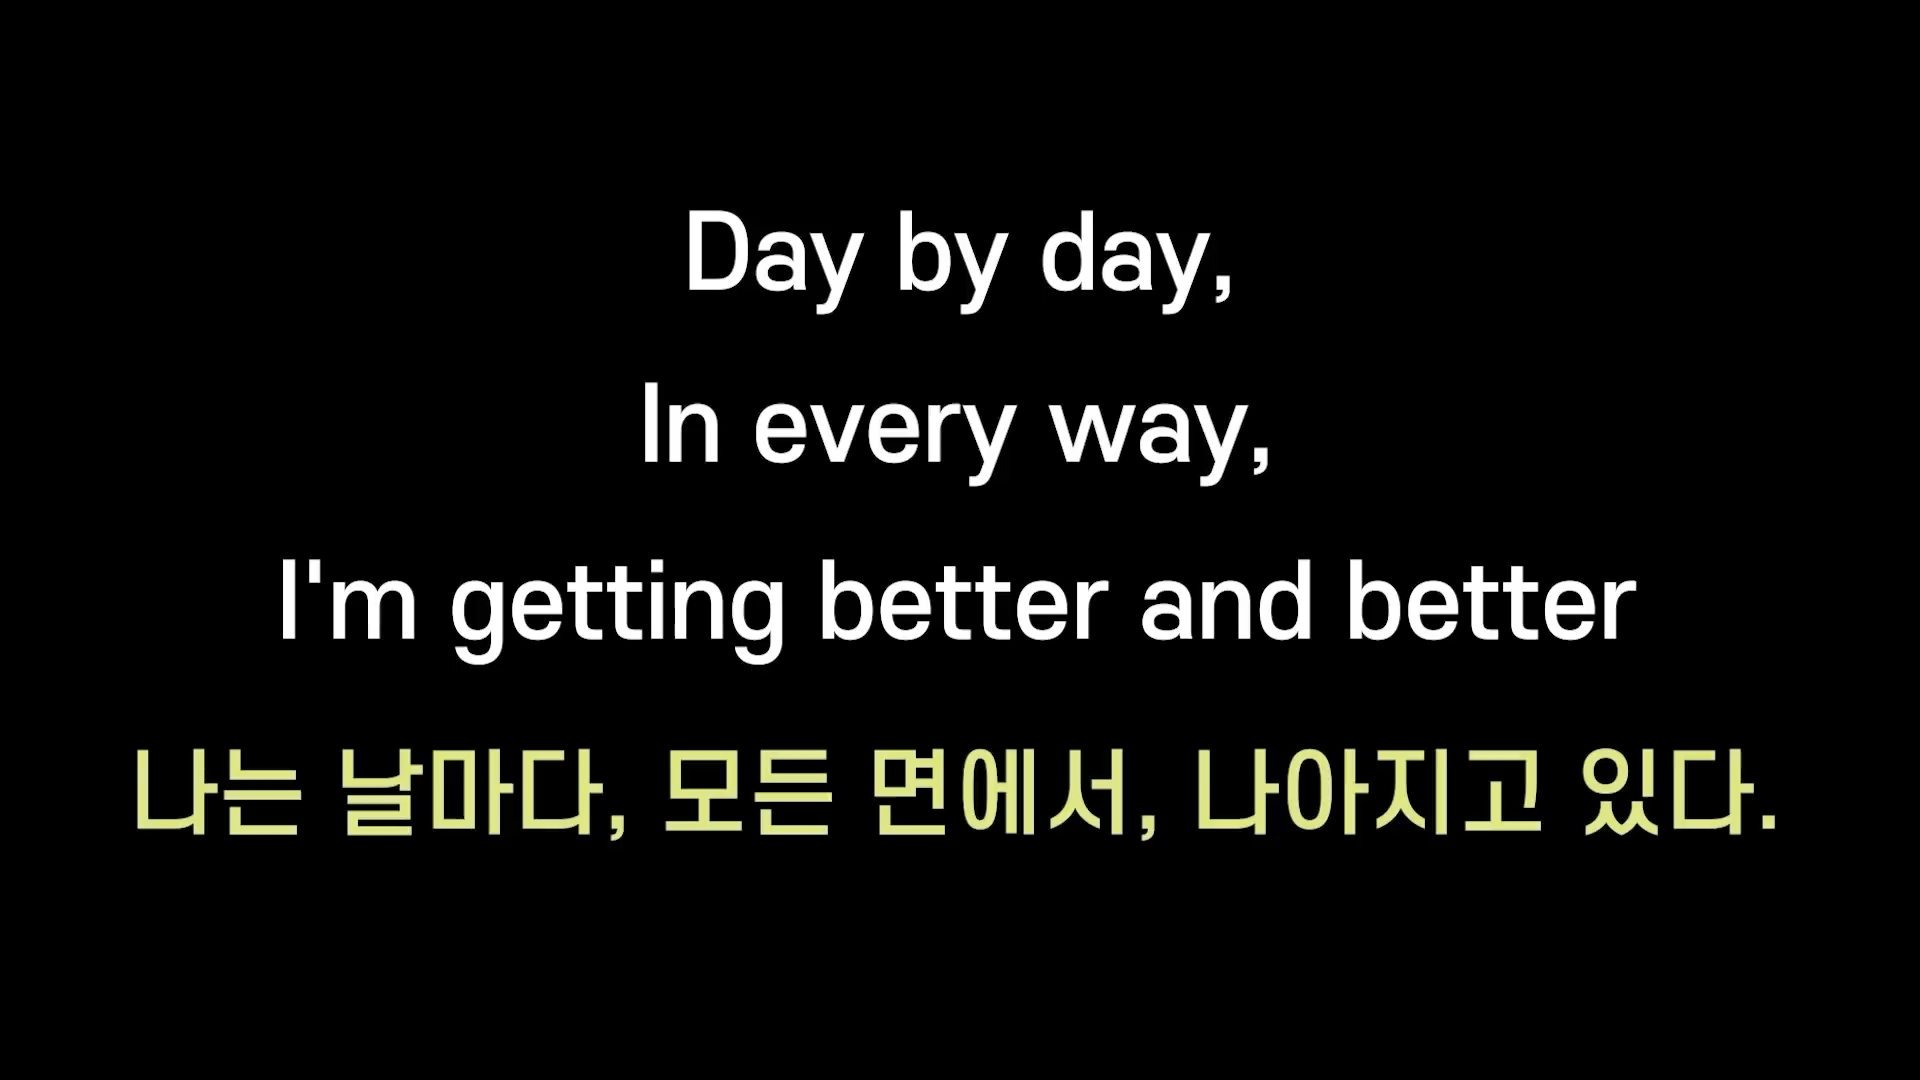 Day by day,
In every way,
I'm getting better and better
나는 날마다, 모든 면에서, 나아지고 있다.